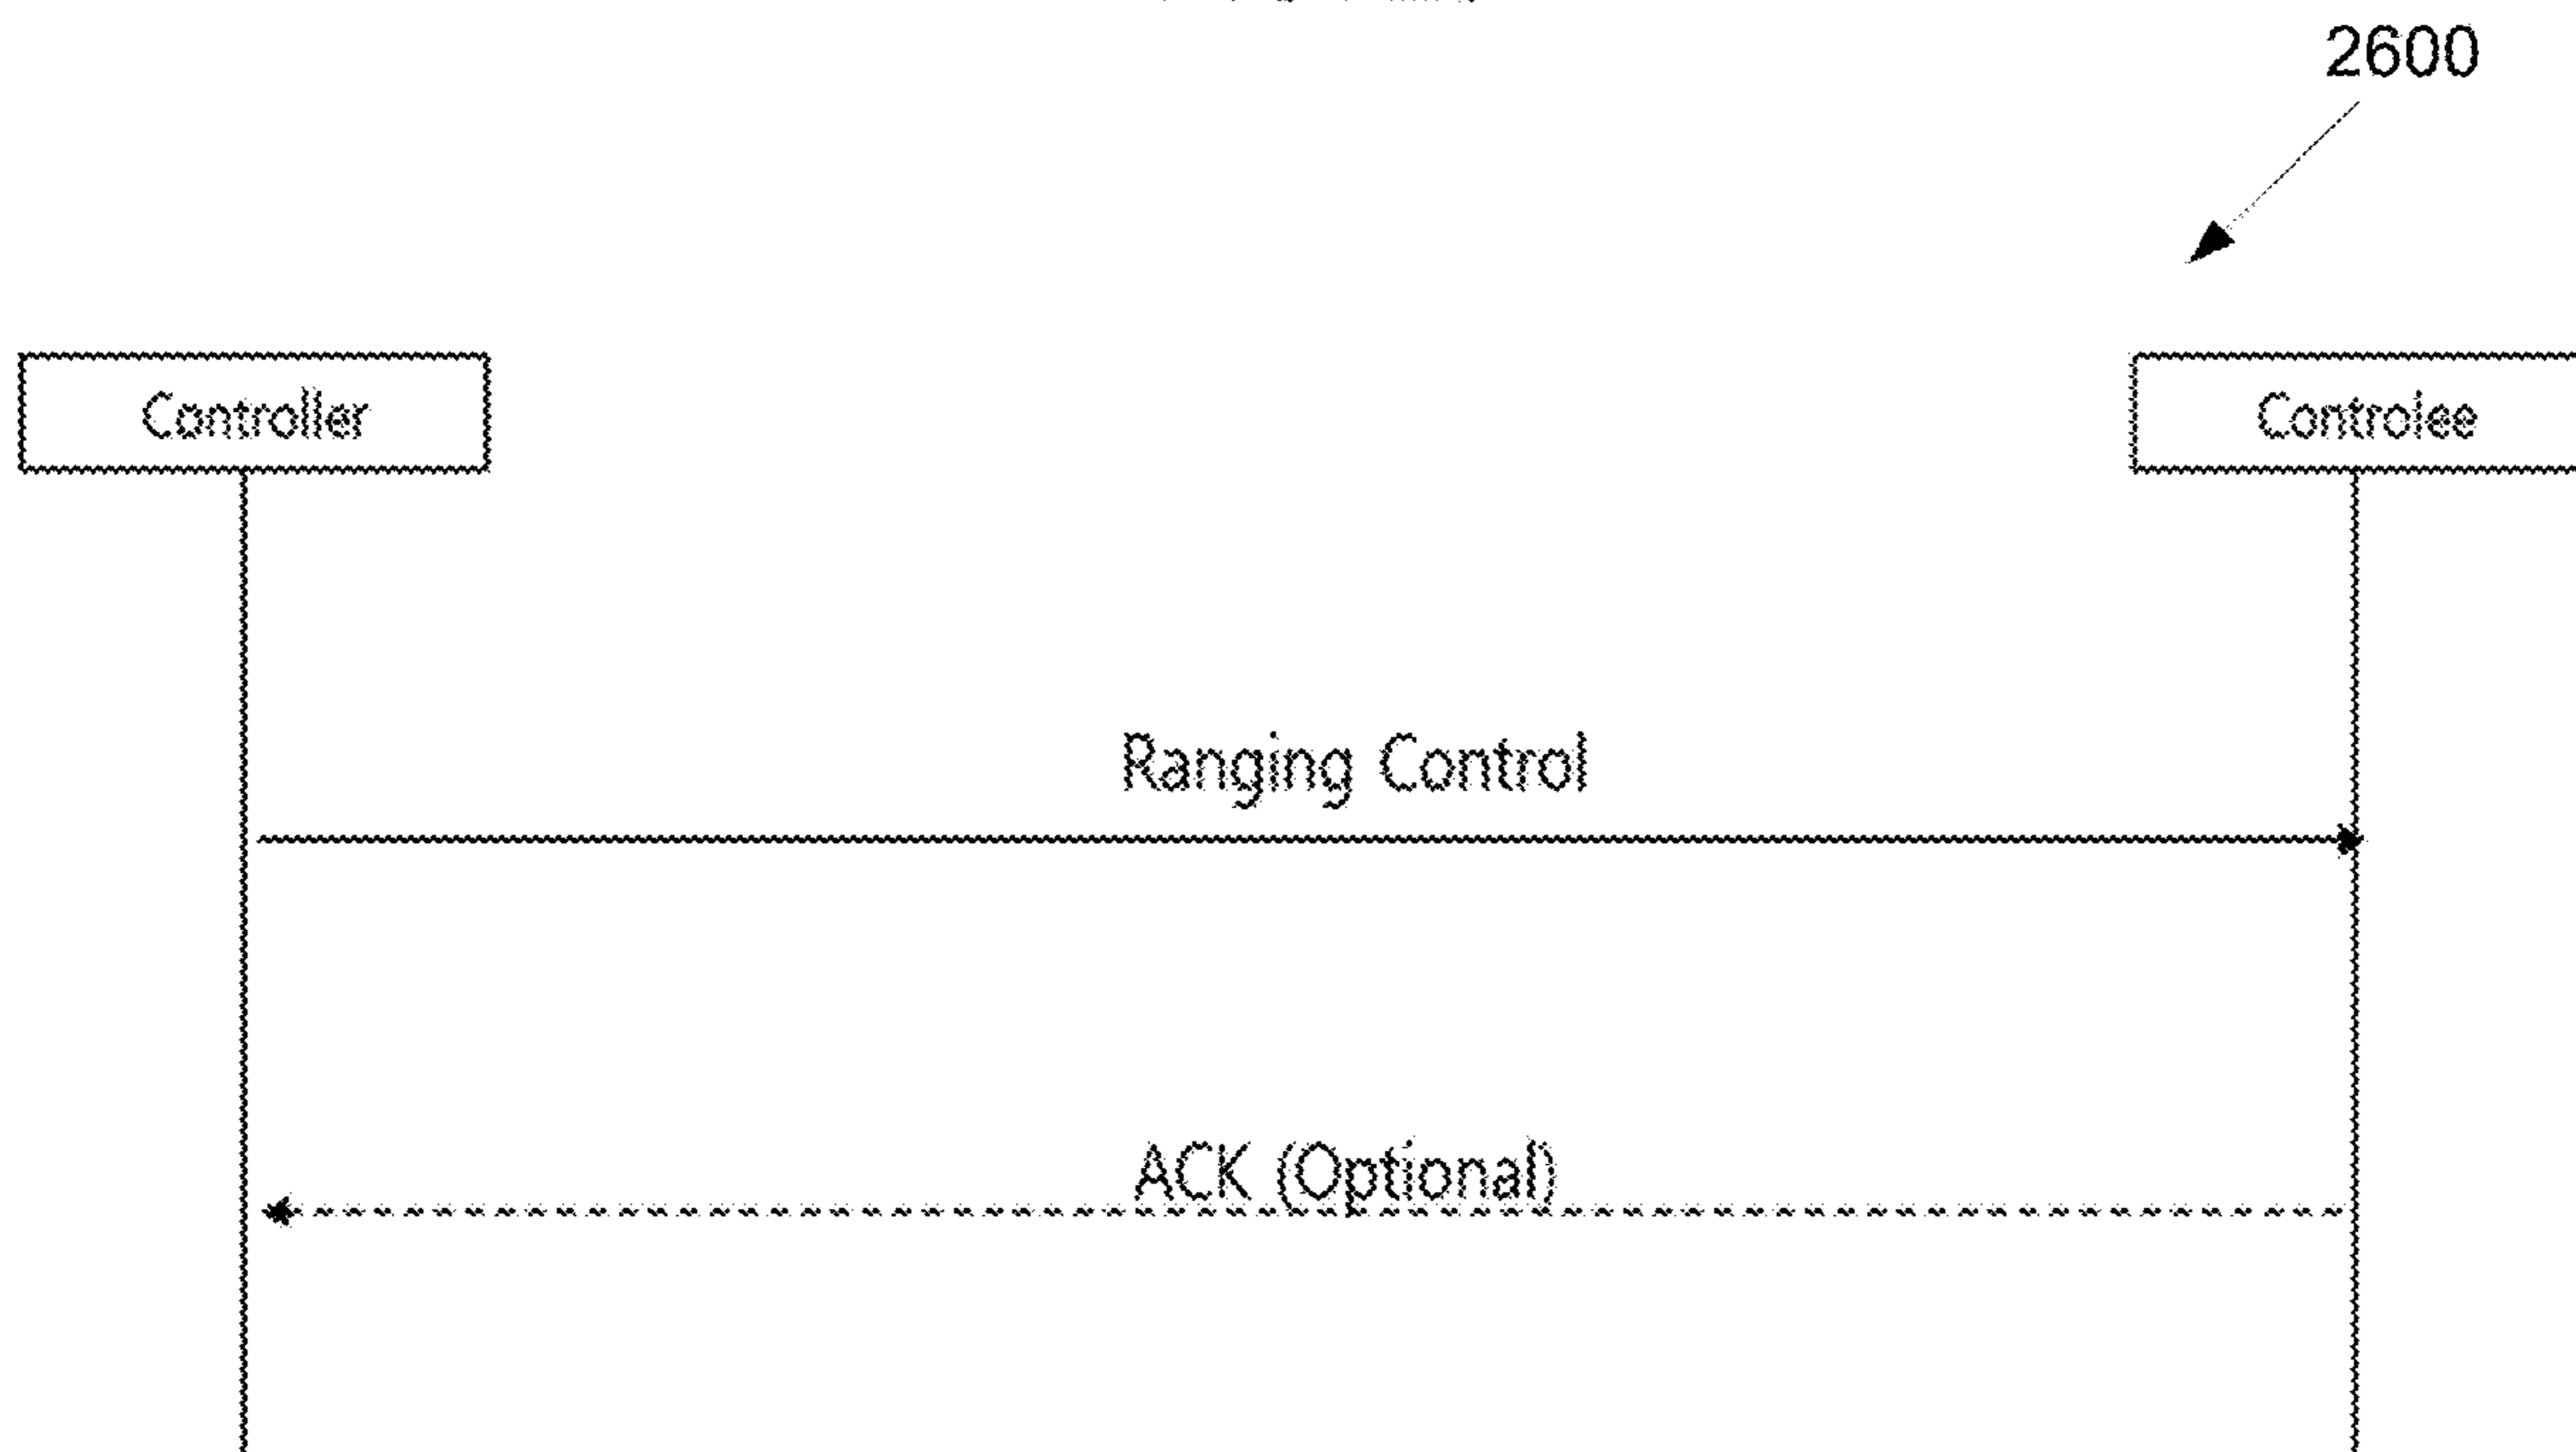 2600
Controller
Controlee
Ranging Control
ACK (Optional)